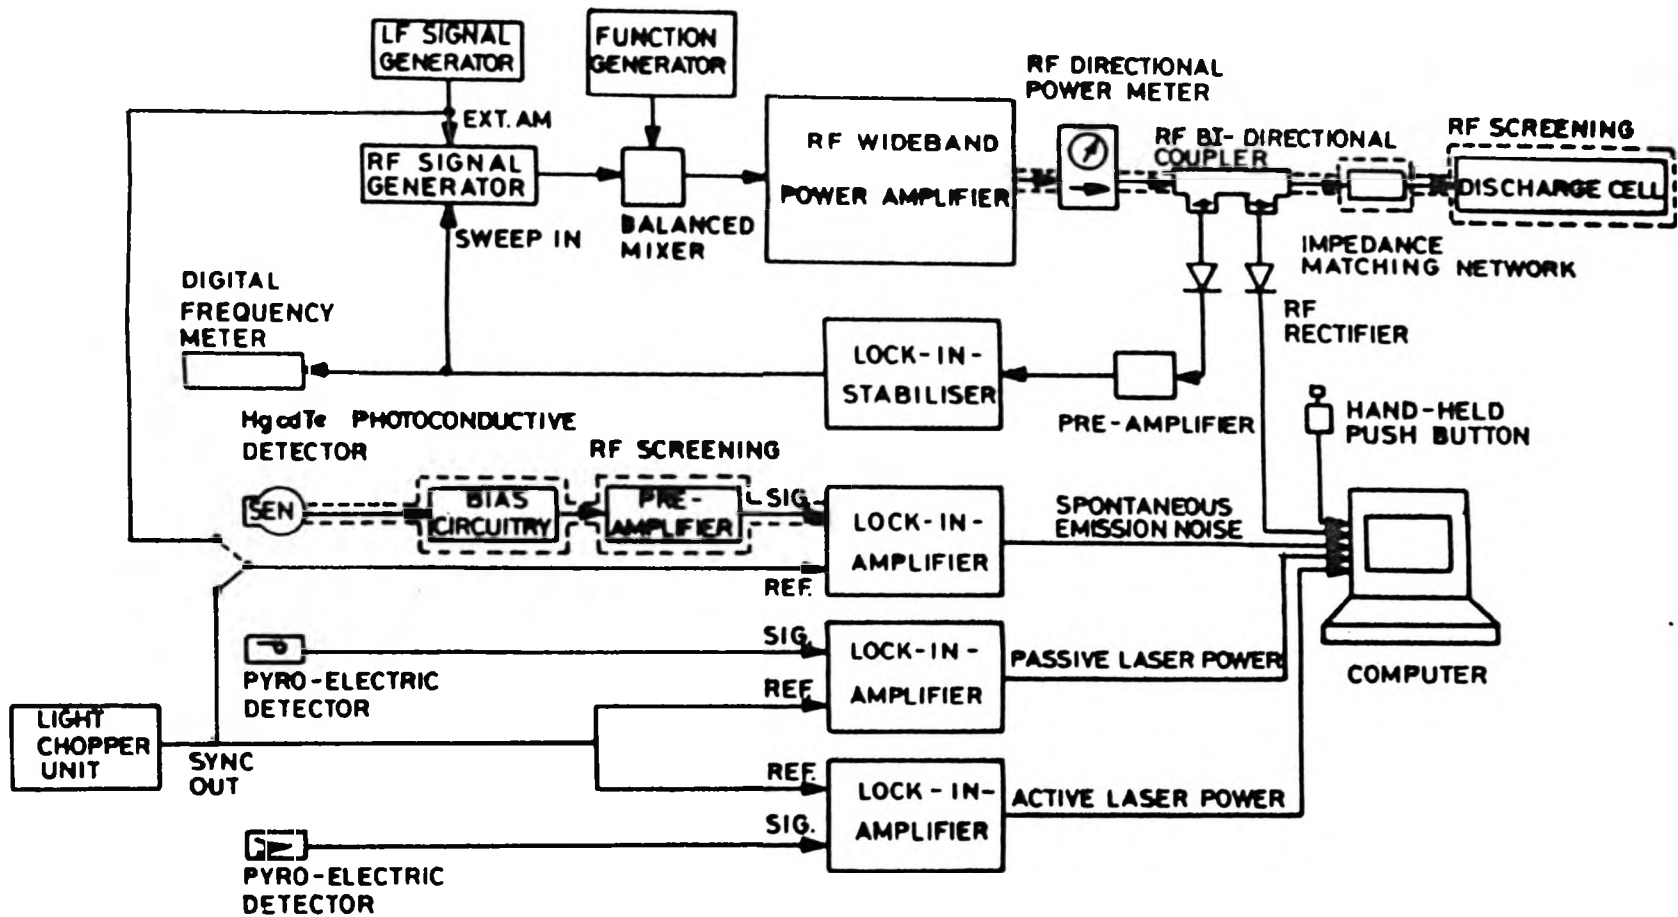 LF SIGNAL
GENERATOR
FUNCTION
GENERATOR
EXT. AM
RF SIGNAL
GENERATOR
SWEEP IN
BALANCED
MIXER
RF WIDEBAND
POWER AMPLIFIER
RF DIRECTIONAL
POWER METER
RF BI-DIRECTIONAL
COUPLER
RF SCREENING
DISCHARGE CELL
IMPEDANCE
MATCHING NETWORK
RF
RECTIFIER
DIGITAL
FREQUENCY
METER
LOCK-IN-
STABILISER
PRE-AMPLIFIER
HAND-HELD
PUSH BUTTON
HgcdTe PHOTOCONDUCTIVE
DETECTOR
RF SCREENING
SEN
BIAS
CIRCUITRY
PRE-
AMPLIFIER
SIG.
REF.
LOCK-IN-
AMPLIFIER
SPONTANEOUS
EMISSION NOISE
COMPUTER
PYRO-ELECTRIC
DETECTOR
SIG.
REF.
LOCK-IN-
AMPLIFIER
PASSIVE LASER POWER
LIGHT
CHOPPER
UNIT
SYNC
OUT
REF.
SIG.
LOCK-IN-
AMPLIFIER
ACTIVE LASER POWER
PYRO-ELECTRIC
DETECTOR